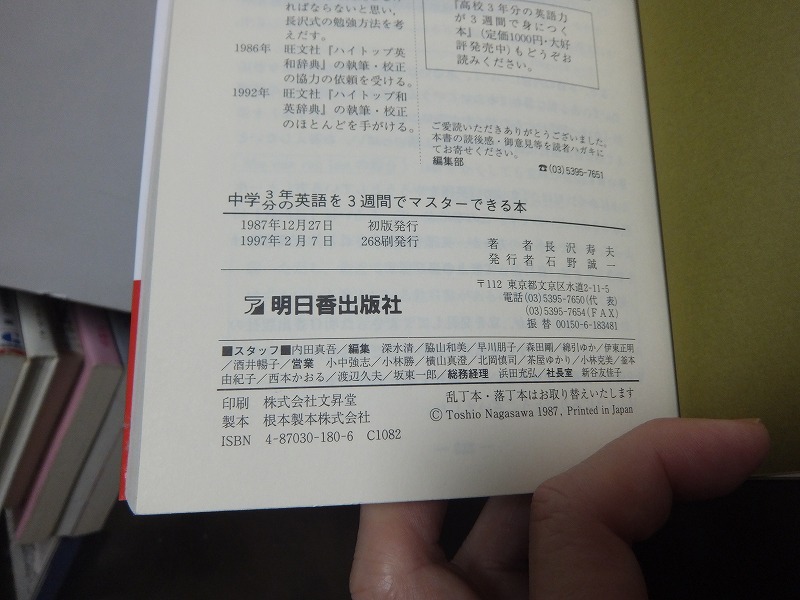 ればならないと思い,
長沢式の勉強方法を考
えだす。
1986年 旺文社『ハイトップ英
和辞典』の執筆・校正
の協力の依頼を受ける。
1992年 旺文社『ハイトップ和
英辞典』の執筆・校正
のほとんどを手がける。
『高校3年分の英語力
が3週間で身につく
本』(定価1000円・大好
評発売中)もどうぞお
読みください。
ご愛読いただきありがとうございました。
本書の読後感・御意見等を読者ハガキに
てお寄せください。
編集部 ☎(03)5395-7651
中学3年分の英語を3週間でマスターできる本
1987年12月27日 初版発行
1997年2月7日 268刷発行
著者 長沢寿夫
発行者 石野誠一
明日香出版社
〒112 東京都文京区水道2-11-5
電話(03)5395-7650(代表)
(03)5395-7654(FAX)
振替 00150-6-183481
■スタッフ■内田真吾/編集 深水清/脇山和美/早川朋子/森田剛/綿引ゆか/伊東正明
/酒井暢子/営業 小中強志/小林勝/横山真澄/北岡慎司/茶屋ゆかり/小林克美/釜本
由紀子/西本かおる/渡辺久夫/坂東一郎/総務経理 浜田充弘/社長室 新谷友佳子
印刷 株式会社文昇堂
製本 根本製本株式会社
ISBN 4-87030-180-6 C1082
乱丁本・落丁本はお取り替えいたします
© Toshio Nagasawa 1987, Printed in Japan